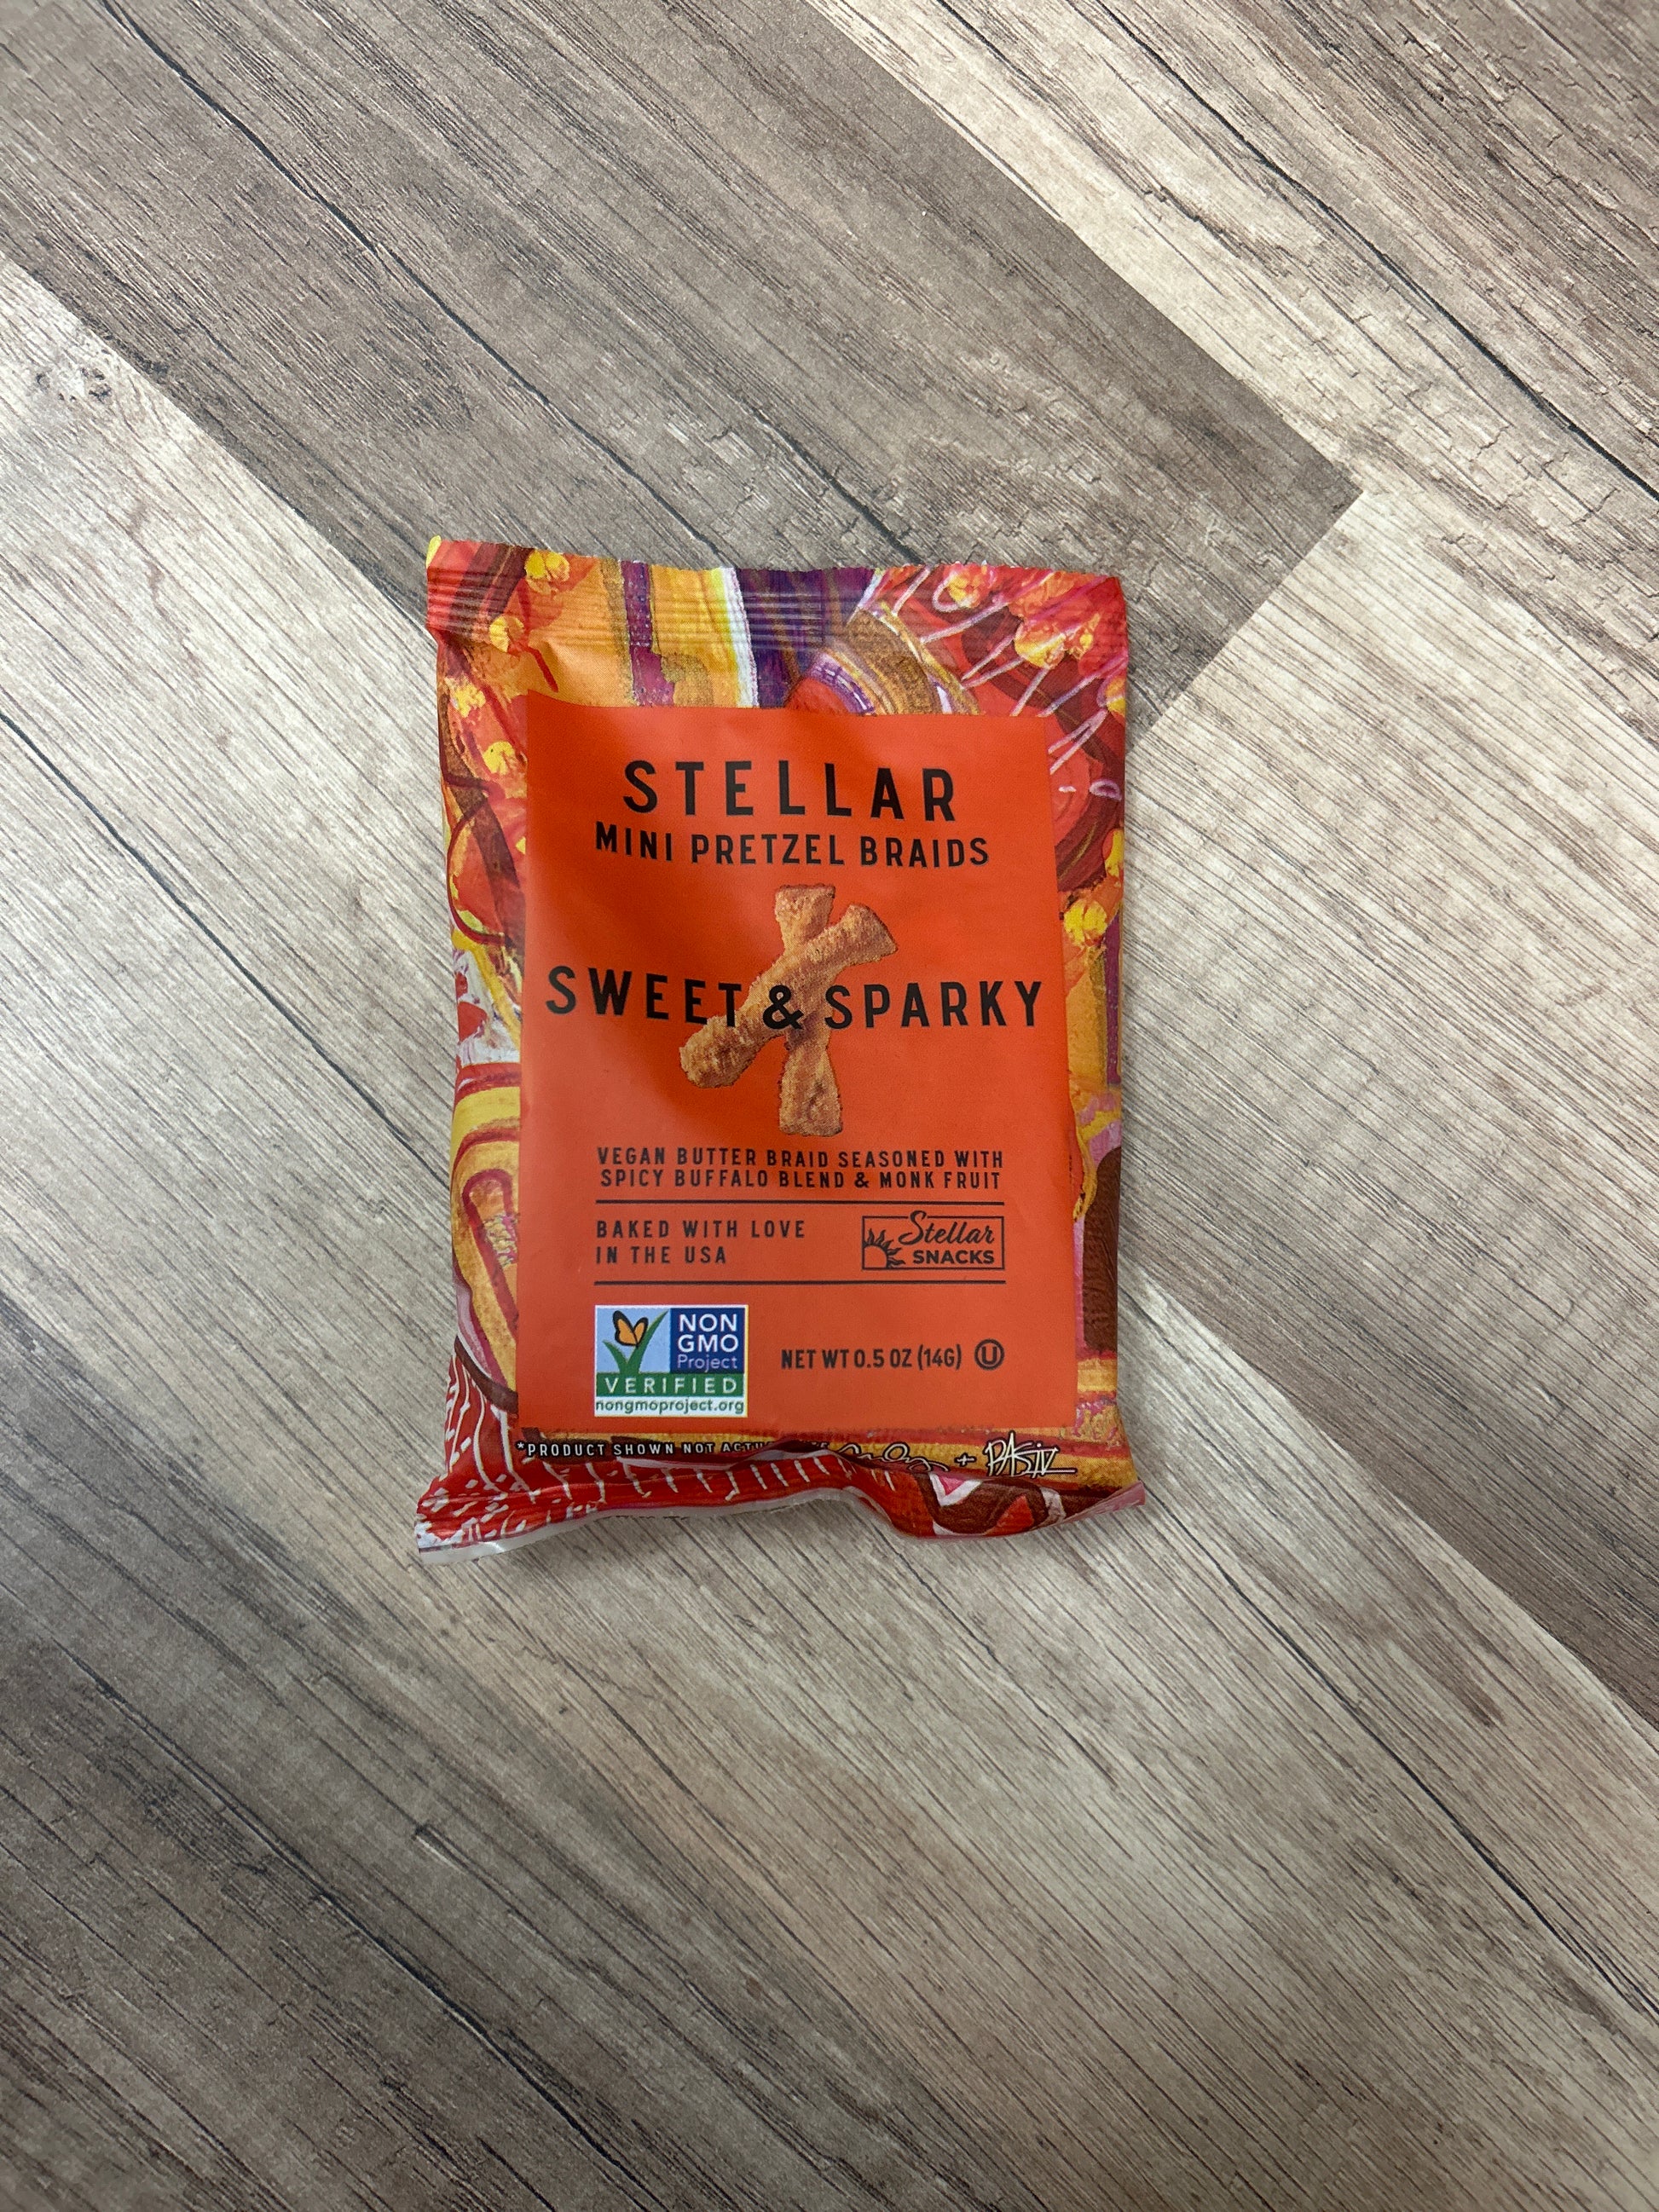 STELLAR
MINI PRETZEL BRAIDS
SWEET & SPARKY
VEGAN BUTTER BRAID SEASONED WITH
SPICY BUFFALO BLEND & MONK FRUIT
BAKED WITH LOVE
IN THE USA
Stellar
SNACKS
NON
GMO
Project
VERIFIED
nongmoproject.org
NET WT 0.5 OZ (14G) U
*PRODUCT SHOWN NOT